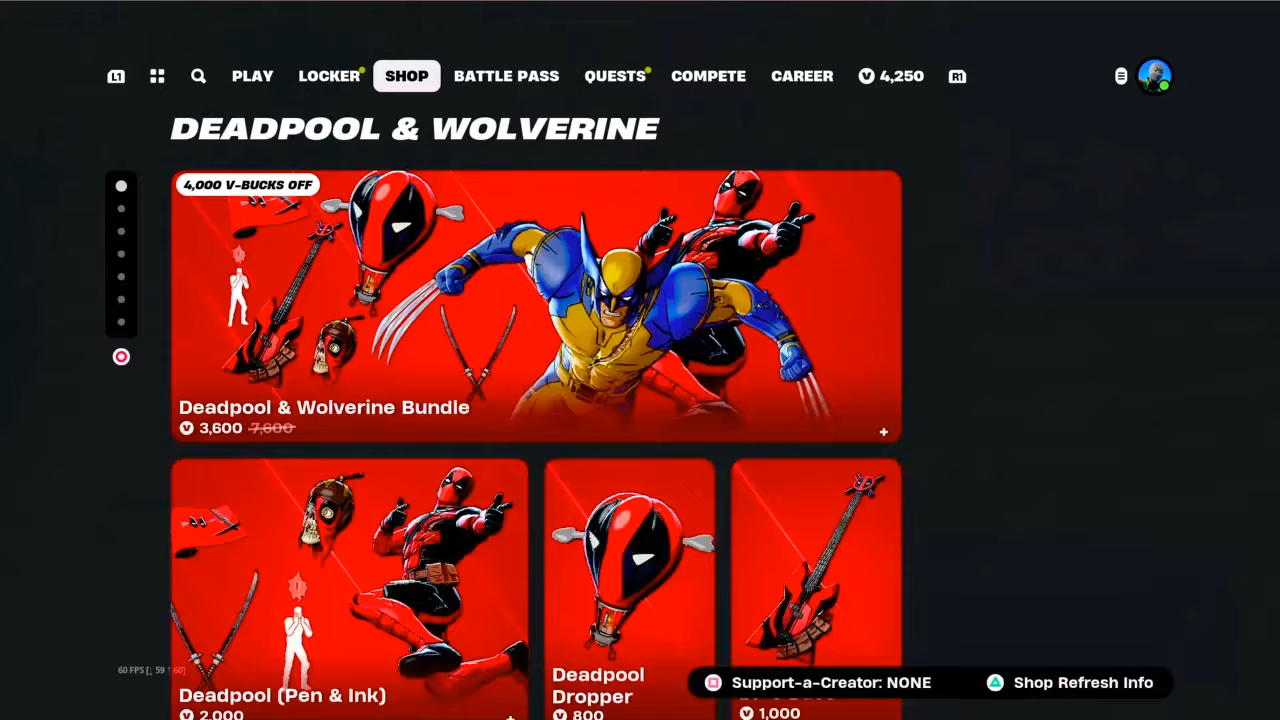 L1 PLAY LOCKER SHOP BATTLE PASS QUESTS COMPETE CAREER V 4,250 R1
DEADPOOL & WOLVERINE
4,000 V-BUCKS OFF
Deadpool & Wolverine Bundle
V 3,600 7,600
+
Deadpool (Pen & Ink)
V 2,000
+
Deadpool
Dropper
V 800
V 1,000
60 FPS [↓ 59 ↑ 60]
Support-a-Creator: NONE
Shop Refresh Info